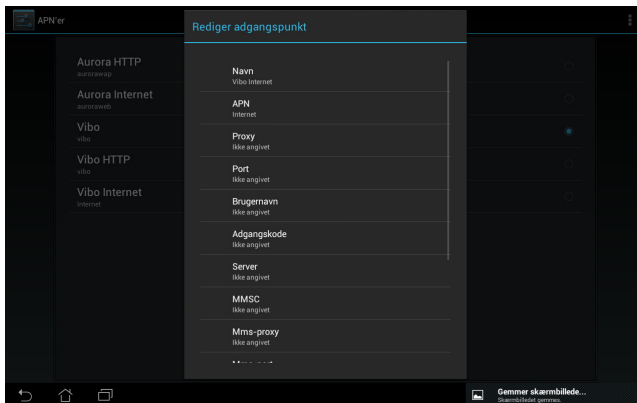 APN'er
Rediger adgangspunkt
Aurora HTTP
aurorawap
Aurora Internet
auroraweb
Vibo
vibo
Vibo HTTP
vibo
Vibo Internet
internet
Navn
Vibo Internet
APN
Internet
Proxy
Ikke angivet
Port
Ikke angivet
Brugernavn
Ikke angivet
Adgangskode
Ikke angivet
Server
Ikke angivet
MMSC
Ikke angivet
Mms-proxy
Ikke angivet
Gemmer skærmbillede...
Skærmbilledet gemmes.